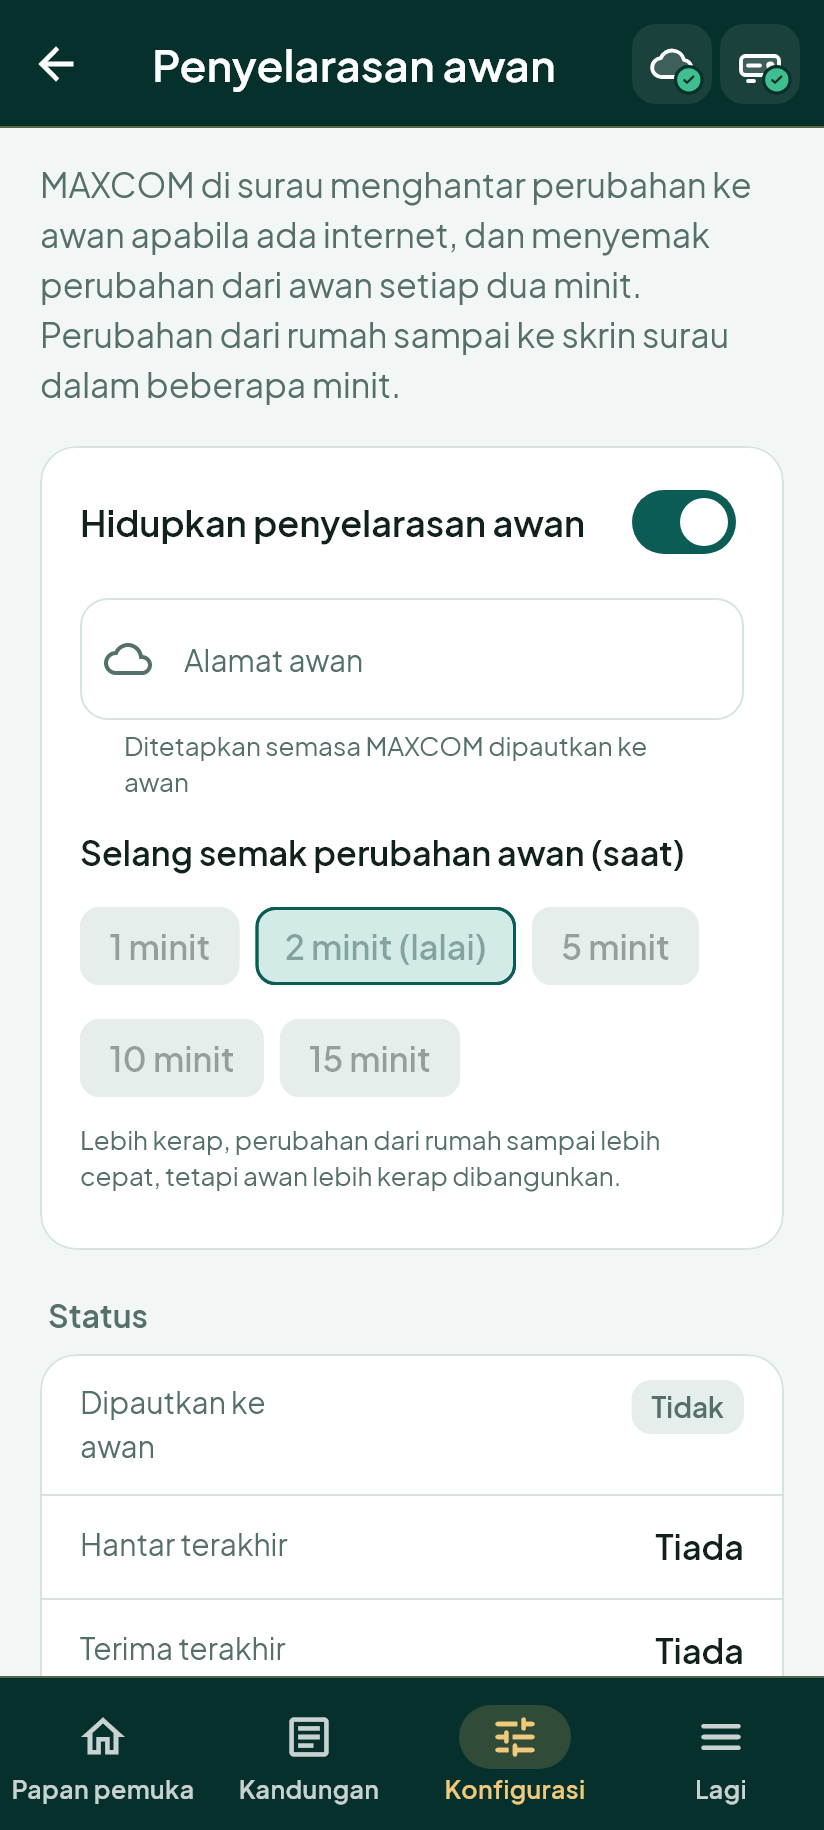 Penyelarasan awan
MAXCOM di surau menghantar perubahan ke
awan apabila ada internet, dan menyemak
perubahan dari awan setiap dua minit.
Perubahan dari rumah sampai ke skrin surau
dalam beberapa minit.
Hidupkan penyelarasan awan
Alamat awan
Ditetapkan semasa MAXCOM dipautkan ke
awan
Selang semak perubahan awan (saat)
1 minit
2 minit (lalai)
5 minit
10 minit
15 minit
Lebih kerap, perubahan dari rumah sampai lebih
cepat, tetapi awan lebih kerap dibangunkan.
Status
Dipautkan ke
awan
Tidak
Hantar terakhir
Tiada
Terima terakhir
Tiada
Papan pemuka
Kandungan
Konfigurasi
Lagi